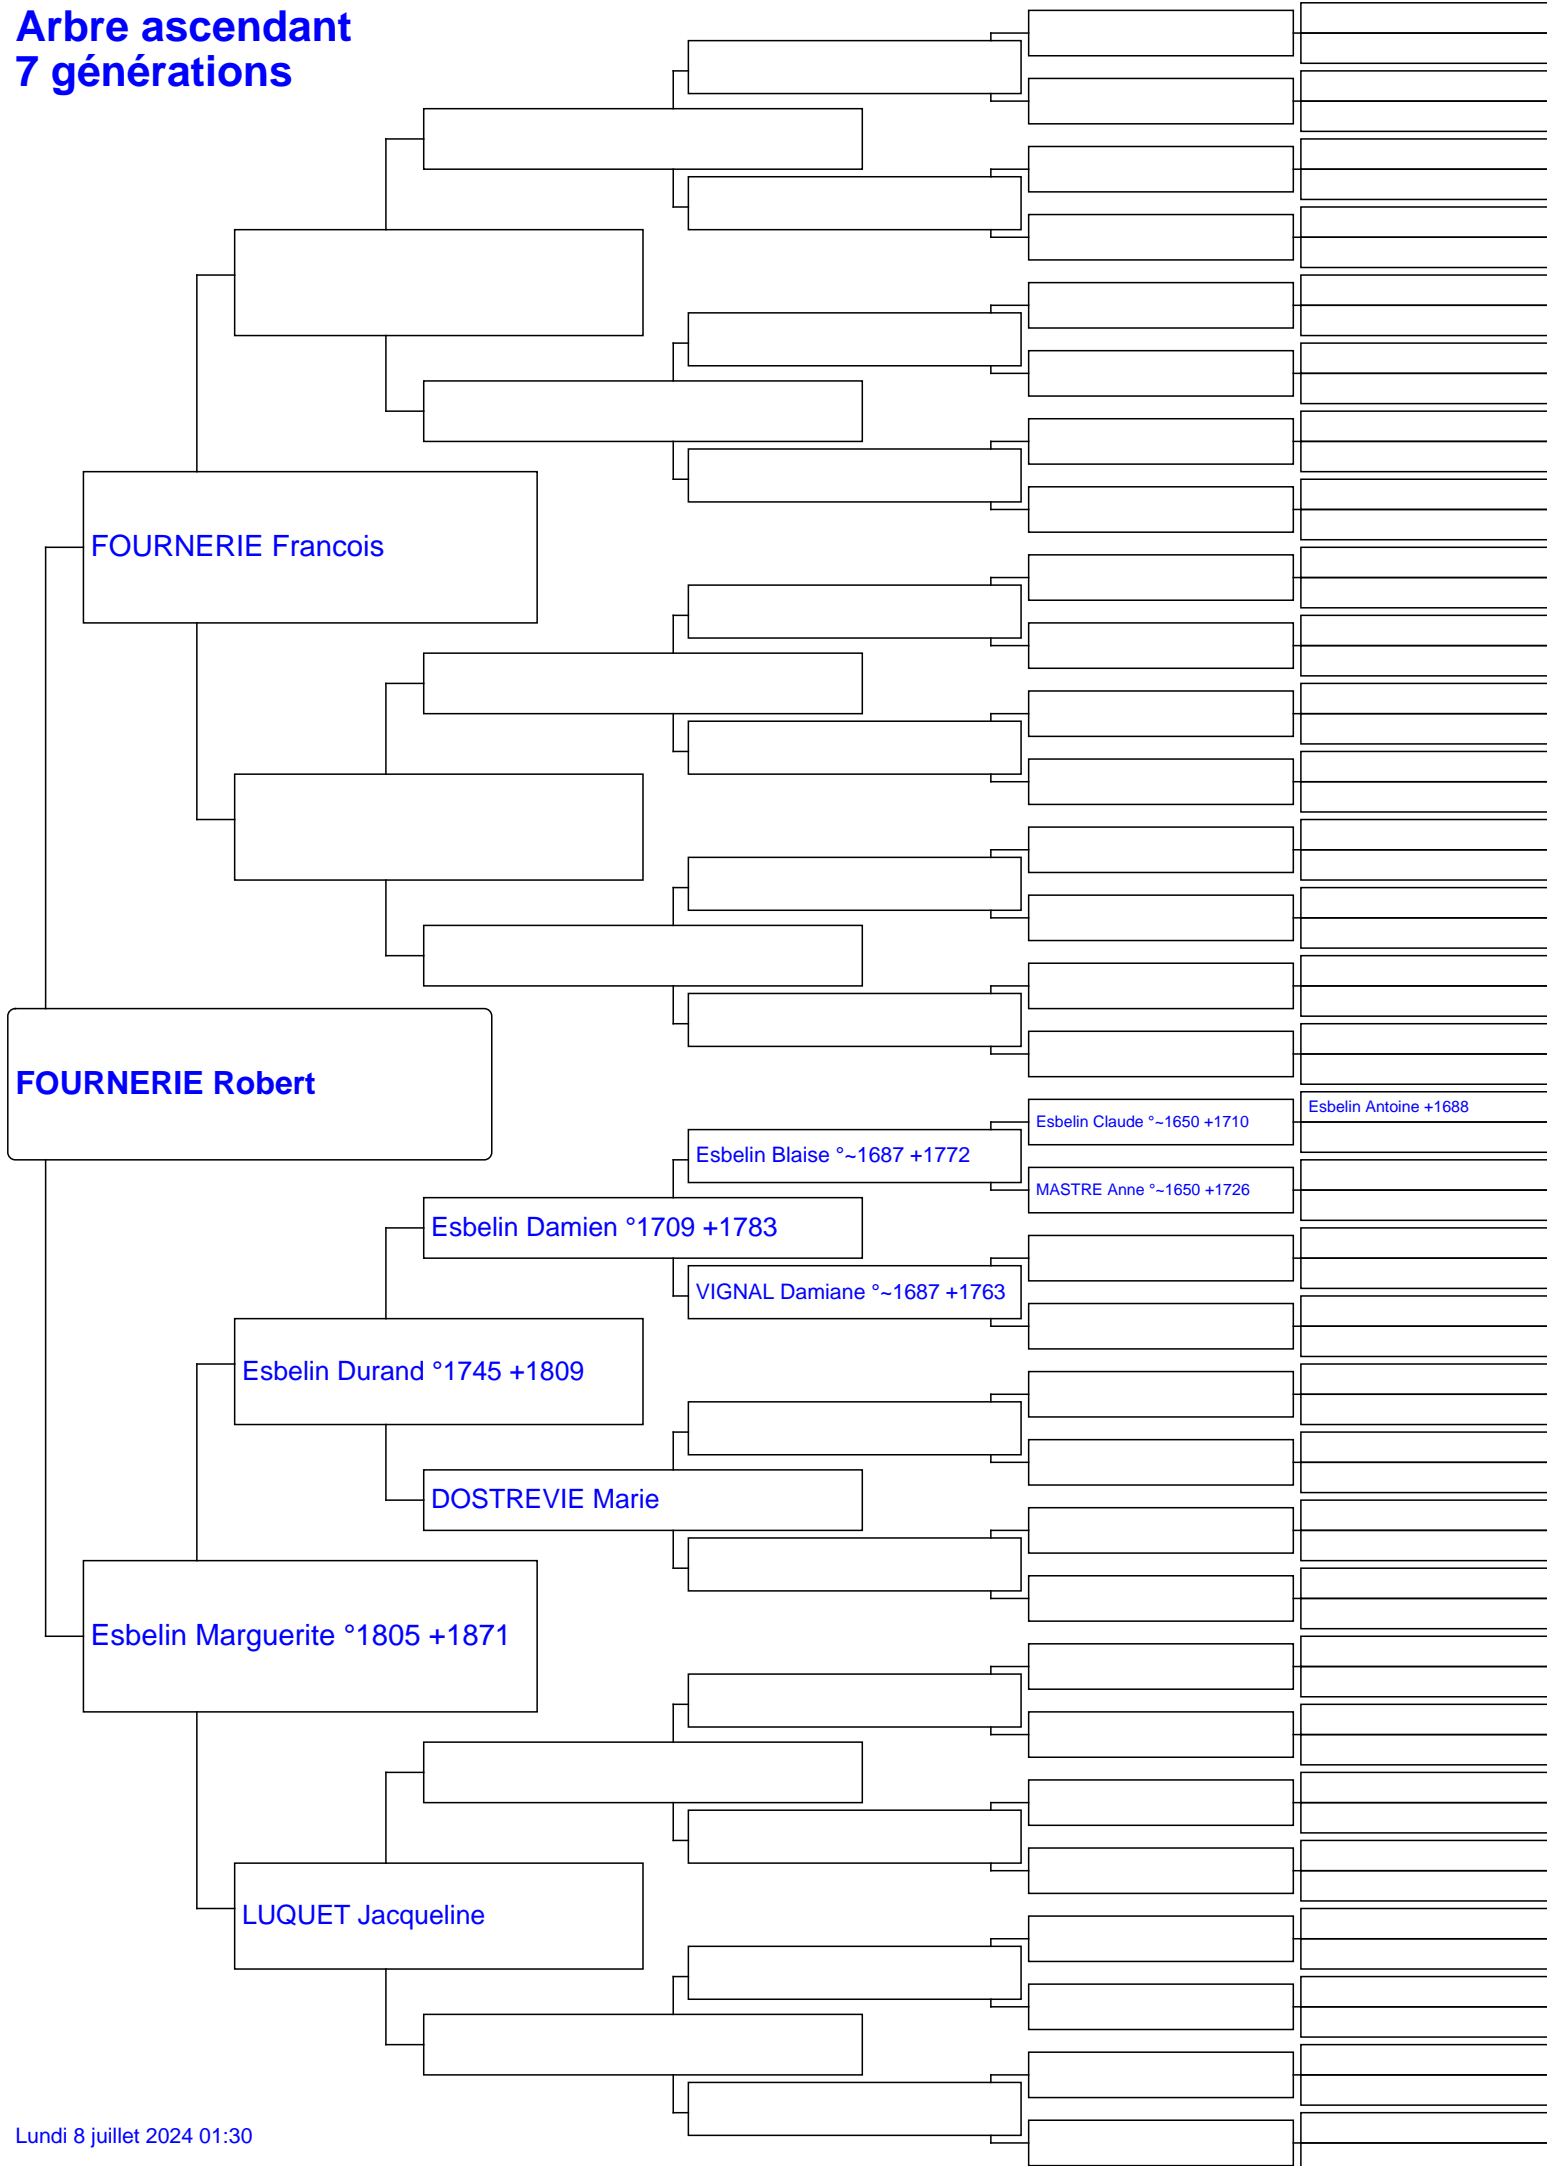 Arbre ascendant
7 générations
FOURNERIE Francois
FOURNERIE Robert
Esbelin Antoine +1688
Esbelin Claude °~1650 +1710
Esbelin Blaise °~1687 +1772
MASTRE Anne °~1650 +1726
Esbelin Damien °1709 +1783
VIGNAL Damiane °~1687 +1763
Esbelin Durand °1745 +1809
DOSTREVIE Marie
Esbelin Marguerite °1805 +1871
LUQUET Jacqueline
Lundi 8 juillet 2024 01:30